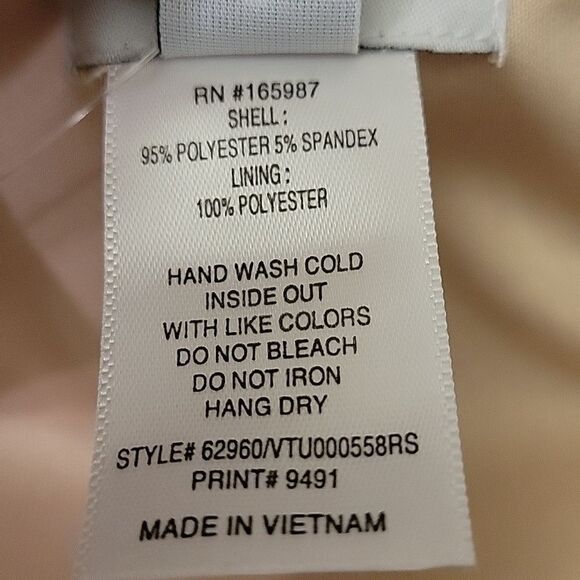 RN #165987
SHELL:
95% POLYESTER 5% SPANDEX
LINING:
100% POLYESTER
HAND WASH COLD
INSIDE OUT
WITH LIKE COLORS
DO NOT BLEACH
DO NOT IRON
HANG DRY
STYLE# 62960/VTU000558RS
PRINT# 9491
MADE IN VIETNAM